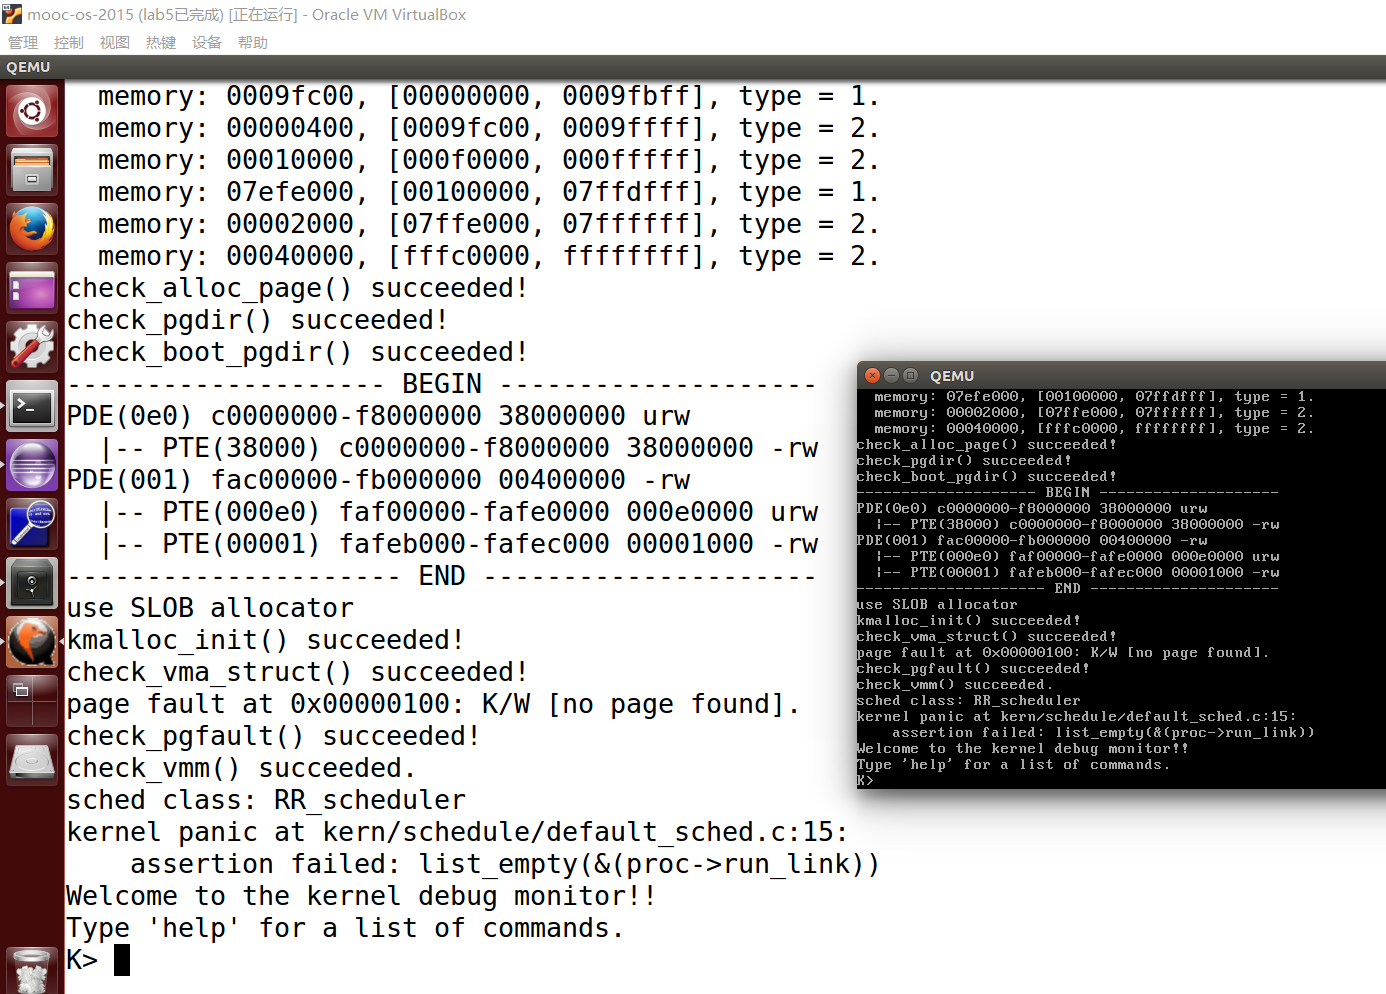 mooc-os-2015 (lab5已完成) [正在运行] - Oracle VM VirtualBox
管理 控制 视图 热键 设备 帮助
QEMU
memory: 0009fc00, [00000000, 0009fbff], type = 1.
memory: 00000400, [0009fc00, 0009ffff], type = 2.
memory: 00010000, [000f0000, 000fffff], type = 2.
memory: 07efe000, [00100000, 07ffdfff], type = 1.
memory: 00002000, [07ffe000, 07ffffff], type = 2.
memory: 00040000, [fffc0000, ffffffff], type = 2.
check_alloc_page() succeeded!
check_pgdir() succeeded!
check_boot_pgdir() succeeded!
-------------------- BEGIN --------------------
PDE(0e0) c0000000-f8000000 38000000 urw
  |-- PTE(38000) c0000000-f8000000 38000000 -rw
PDE(001) fac00000-fb000000 00400000 -rw
  |-- PTE(000e0) faf00000-fafe0000 000e0000 urw
  |-- PTE(00001) fafeb000-fafec000 00001000 -rw
--------------------- END ---------------------
use SLOB allocator
kmalloc_init() succeeded!
check_vma_struct() succeeded!
page fault at 0x00000100: K/W [no page found].
check_pgfault() succeeded!
check_vmm() succeeded.
sched class: RR_scheduler
kernel panic at kern/schedule/default_sched.c:15:
    assertion failed: list_empty(&(proc->run_link))
Welcome to the kernel debug monitor!!
Type 'help' for a list of commands.
K>
QEMU
memory: 07efe000, [00100000, 07ffdfff], type = 1.
memory: 00002000, [07ffe000, 07ffffff], type = 2.
memory: 00040000, [fffc0000, ffffffff], type = 2.
check_alloc_page() succeeded!
check_pgdir() succeeded!
check_boot_pgdir() succeeded!
-------------------- BEGIN --------------------
PDE(0e0) c0000000-f8000000 38000000 urw
  |-- PTE(38000) c0000000-f8000000 38000000 -rw
PDE(001) fac00000-fb000000 00400000 -rw
  |-- PTE(000e0) faf00000-fafe0000 000e0000 urw
  |-- PTE(00001) fafeb000-fafec000 00001000 -rw
--------------------- END ---------------------
use SLOB allocator
kmalloc_init() succeeded!
check_vma_struct() succeeded!
page fault at 0x00000100: K/W [no page found].
check_pgfault() succeeded!
check_vmm() succeeded.
sched class: RR_scheduler
kernel panic at kern/schedule/default_sched.c:15:
    assertion failed: list_empty(&(proc->run_link))
Welcome to the kernel debug monitor!!
Type 'help' for a list of commands.
K>